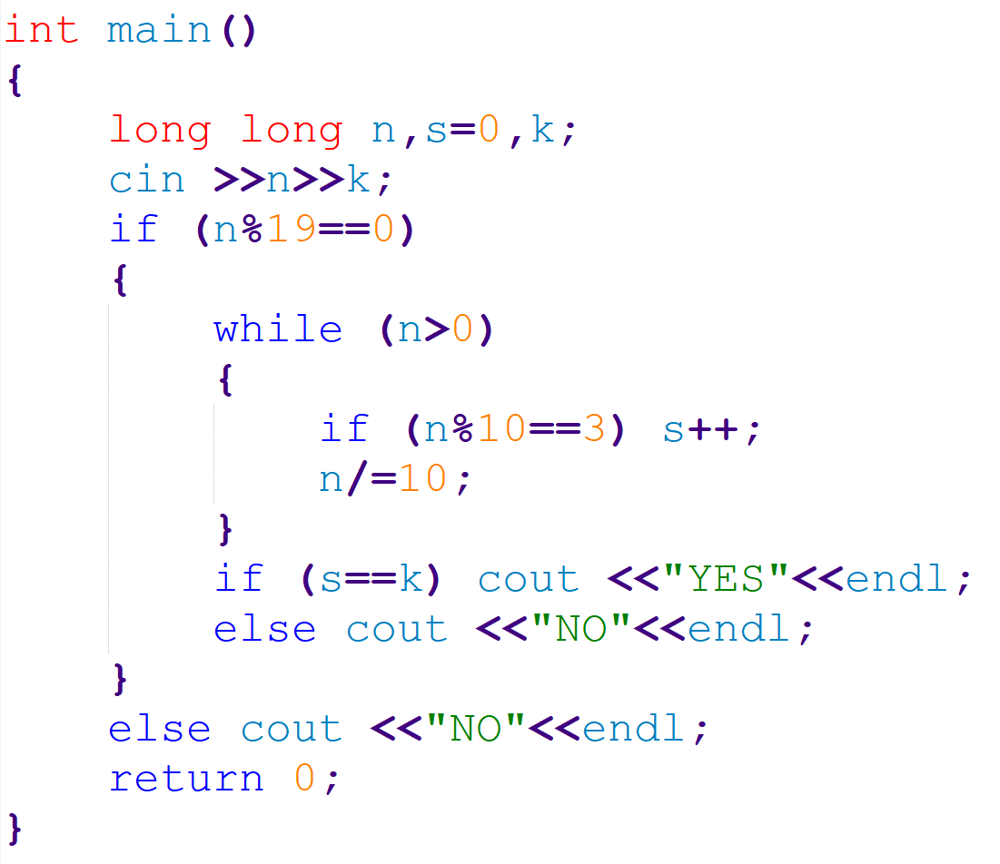 int main()
{
long long n,s=0,k;
cin >>n>>k;
if (n%19==0)
{
while (n>0)
{
if (n%10==3) s++;
n/=10;
}
if (s==k) cout <<"YES"<<endl;
else cout <<"NO"<<endl;
}
else cout <<"NO"<<endl;
return 0;
}